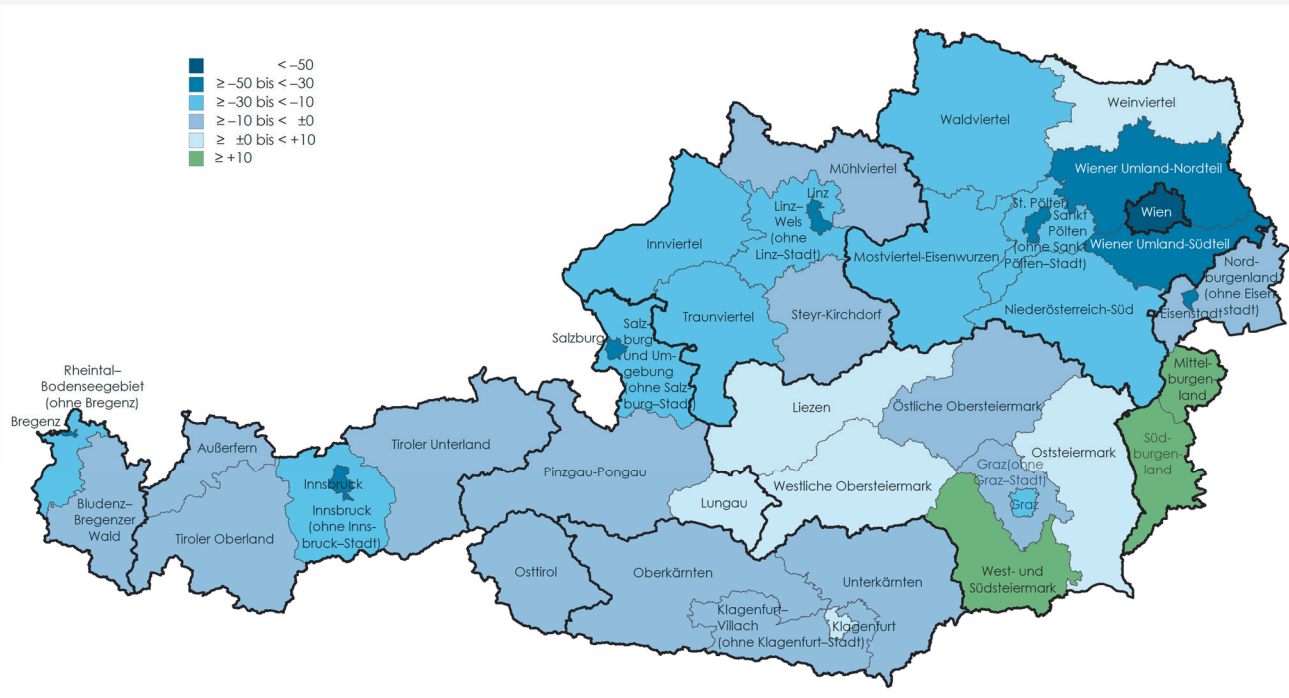 < –50
≥ –50 bis < –30
≥ –30 bis < –10
≥ –10 bis < ±0
≥ ±0 bis < +10
≥ +10
Weinviertel
Waldviertel
Wiener Umland-Nordteil
Mühlviertel
Linz
Linz–
Wels
(ohne
Linz–Stadt)
St. Pölten
Sankt
Pölten
(ohne Sankt
Pölten–Stadt)
Wien
Wiener Umland-Südteil
Innviertel
Mostviertel-Eisenwurzen
Nord-
burgenland
(ohne Eisen
stadt)
Eisenstadt
Niederösterreich-Süd
Traunviertel
Steyr-Kirchdorf
Salzburg
Salz-
burg
und Um-
gebung
(ohne Salz-
burg–Stadt)
Mittel-
burgen
land
Rheintal–
Bodenseegebiet
(ohne Bregenz)
Bregenz
Liezen
Östliche Obersteiermark
Außerfern
Tiroler Unterland
Süd-
burgen-
land
Oststeiermark
Pinzgau-Pongau
Graz(ohne
Graz–Stadt)
Graz
Innsbruck
Innsbruck
(ohne Inns-
bruck–Stadt)
Westliche Obersteiermark
Lungau
Bludenz–
Bregenzer
Wald
Tiroler Oberland
Osttirol
Oberkärnten
Unterkärnten
West- und
Südsteiermark
Klagenfurt–
Villach
(ohne Klagenfurt–Stadt)
Klagenfurt